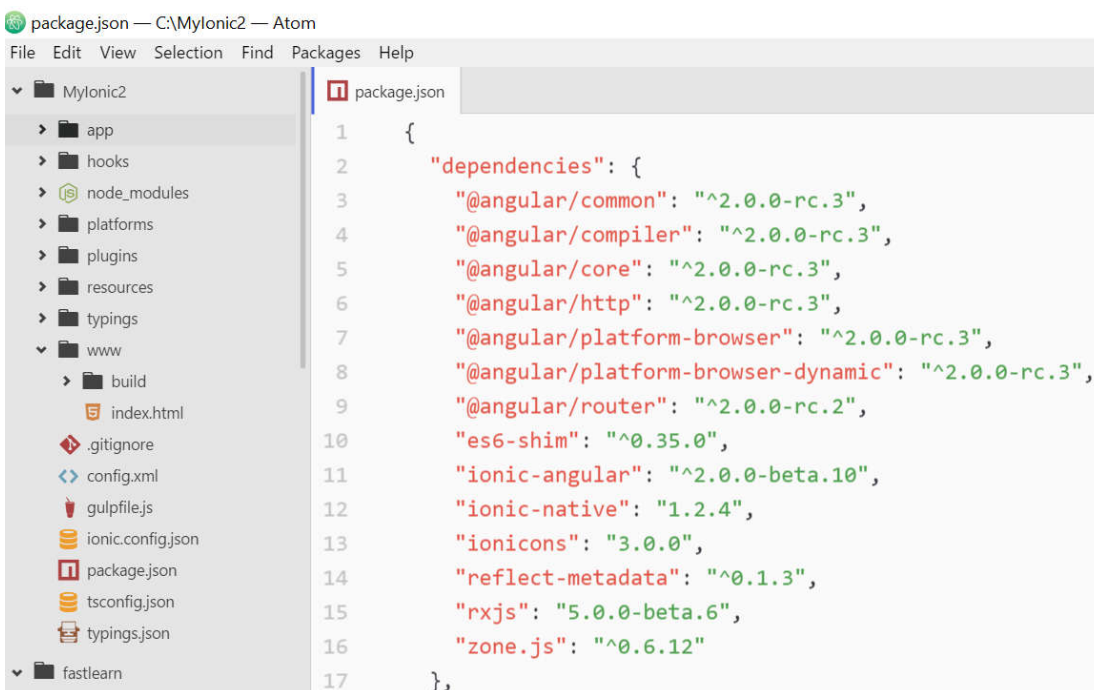 package.json — C:\MyIonic2 — Atom
File Edit View Selection Find Packages Help
MyIonic2
app
hooks
node_modules
platforms
plugins
resources
typings
www
build
index.html
.gitignore
config.xml
gulpfile.js
ionic.config.json
package.json
tsconfig.json
typings.json
fastlearn
package.json
1 {
2 "dependencies": {
3 "@angular/common": "^2.0.0-rc.3",
4 "@angular/compiler": "^2.0.0-rc.3",
5 "@angular/core": "^2.0.0-rc.3",
6 "@angular/http": "^2.0.0-rc.3",
7 "@angular/platform-browser": "^2.0.0-rc.3",
8 "@angular/platform-browser-dynamic": "^2.0.0-rc.3",
9 "@angular/router": "^2.0.0-rc.2",
10 "es6-shim": "^0.35.0",
11 "ionic-angular": "^2.0.0-beta.10",
12 "ionic-native": "1.2.4",
13 "ionicons": "3.0.0",
14 "reflect-metadata": "^0.1.3",
15 "rxjs": "5.0.0-beta.6",
16 "zone.js": "^0.6.12"
17 },